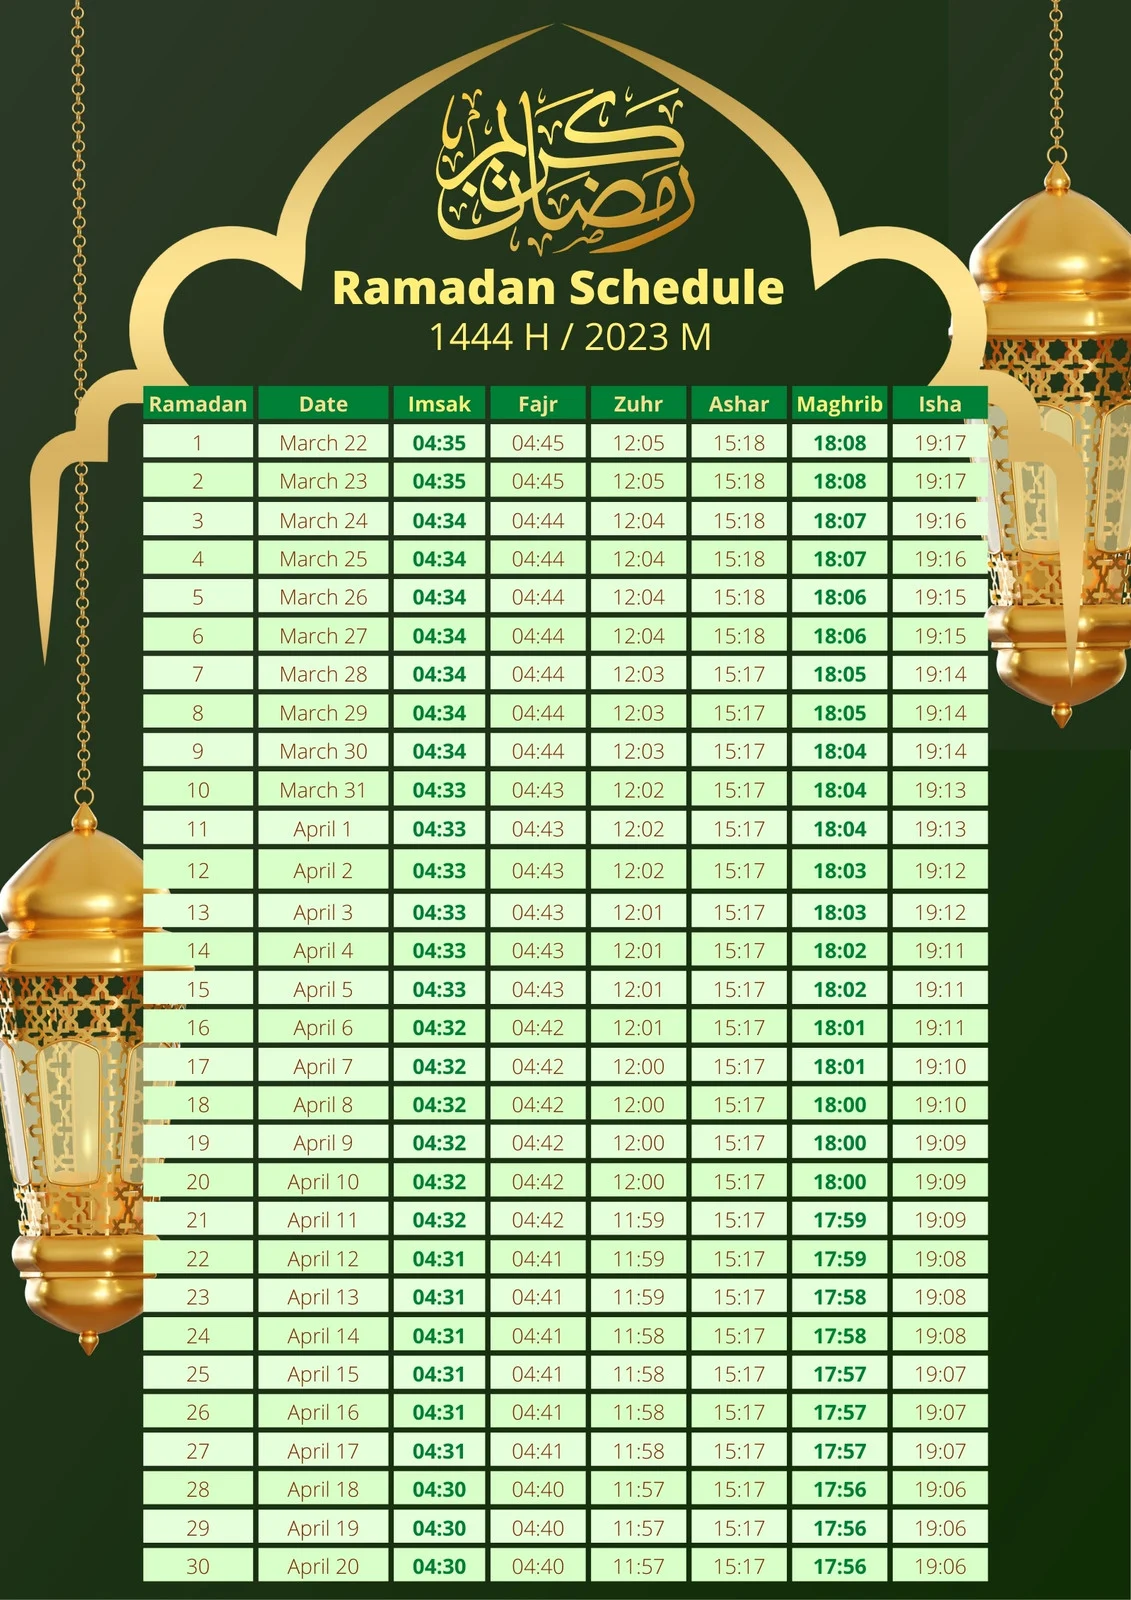 رمضان كريم
Ramadan Schedule
1444 H / 2023 M
Ramadan Date Imsak Fajr Zuhr Ashar Maghrib Isha
1 March 22 04:35 04:45 12:05 15:18 18:08 19:17
2 March 23 04:35 04:45 12:05 15:18 18:08 19:17
3 March 24 04:34 04:44 12:04 15:18 18:07 19:16
4 March 25 04:34 04:44 12:04 15:18 18:07 19:16
5 March 26 04:34 04:44 12:04 15:18 18:06 19:15
6 March 27 04:34 04:44 12:04 15:18 18:06 19:15
7 March 28 04:34 04:44 12:03 15:17 18:05 19:14
8 March 29 04:34 04:44 12:03 15:17 18:05 19:14
9 March 30 04:34 04:44 12:03 15:17 18:04 19:14
10 March 31 04:33 04:43 12:02 15:17 18:04 19:13
11 April 1 04:33 04:43 12:02 15:17 18:04 19:13
12 April 2 04:33 04:43 12:02 15:17 18:03 19:12
13 April 3 04:33 04:43 12:01 15:17 18:03 19:12
14 April 4 04:33 04:43 12:01 15:17 18:02 19:11
15 April 5 04:33 04:43 12:01 15:17 18:02 19:11
16 April 6 04:32 04:42 12:01 15:17 18:01 19:11
17 April 7 04:32 04:42 12:00 15:17 18:01 19:10
18 April 8 04:32 04:42 12:00 15:17 18:00 19:10
19 April 9 04:32 04:42 12:00 15:17 18:00 19:09
20 April 10 04:32 04:42 12:00 15:17 18:00 19:09
21 April 11 04:32 04:42 11:59 15:17 17:59 19:09
22 April 12 04:31 04:41 11:59 15:17 17:59 19:08
23 April 13 04:31 04:41 11:59 15:17 17:58 19:08
24 April 14 04:31 04:41 11:58 15:17 17:58 19:08
25 April 15 04:31 04:41 11:58 15:17 17:57 19:07
26 April 16 04:31 04:41 11:58 15:17 17:57 19:07
27 April 17 04:31 04:41 11:58 15:17 17:57 19:07
28 April 18 04:30 04:40 11:57 15:17 17:56 19:06
29 April 19 04:30 04:40 11:57 15:17 17:56 19:06
30 April 20 04:30 04:40 11:57 15:17 17:56 19:06